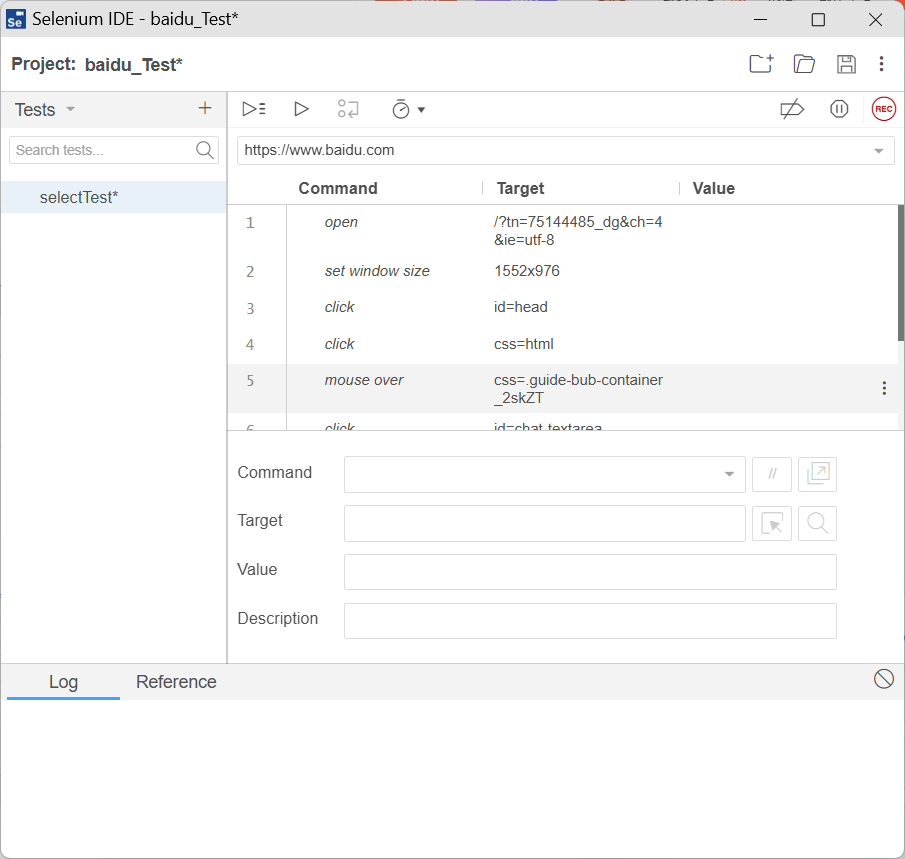 Selenium IDE - baidu_Test*
Project: baidu_Test*
Tests
Search tests...
selectTest*
REC
https://www.baidu.com
Command Target Value
1 open /?tn=75144485_dg&ch=4
&ie=utf-8
2 set window size 1552x976
3 click id=head
4 click css=html
5 mouse over css=.guide-bub-container
_2skZT
6 click id=chat-textarea
Command
//
Target
Value
Description
Log Reference